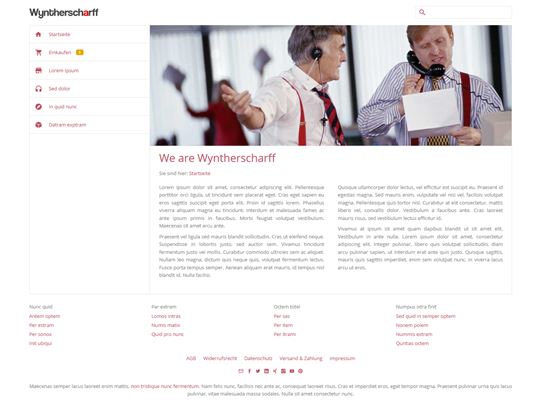 Wyntherscharff
Startseite
Einkaufen
Lorem ipsum
Sed dolor
In quod nunc
Datram exptram
We are Wyntherscharff
Sie sind hier: Startseite
Lorem ipsum dolor sit amet, consectetur adipiscing elit. Pellentesque
porttitor orci ligula, ut tincidunt sem placerat eget. Cras eget sapien eu
eros sagittis suscipit eget porta elit. Proin id sagittis lorem. Phasellus
viverra aliquam magna eu tincidunt. Interdum et malesuada fames ac
ante ipsum primis in faucibus. Morbi feugiat volutpat vestibulum.
Maecenas sit amet arcu ante.
Praesent vel ligula sed mauris blandit sollicitudin. Cras ut eleifend neque.
Suspendisse in lobortis justo, sed auctor sem. Vivamus tincidunt
fermentum justo vel mollis. Curabitur commodo ultricies sem ac aliquet.
Nullam leo magna, dictum quis neque quis, volutpat fermentum lectus.
Fusce porta tempus semper. Aenean aliquam erat mauris, id tempus nisl
blandit id. Nulla facilisi.
Quisque ullamcorper dolor lectus, vel efficitur est suscipit eu. Praesent id
egestas magna. Sed mauris enim, vulputate vel nisi vel, facilisis volutpat
magna. Pellentesque quis tortor nisl. Curabitur at elit consectetur, mattis
libero vel, convallis dolor. Vestibulum a faucibus ante. Cras laoreet
mauris risus, sed vestibulum lectus efficitur id.
Vivamus at ipsum sit amet quam dapibus blandit ut sit amet elit.
Vestibulum in ante nulla. Lorem ipsum dolor sit amet, consectetur
adipiscing elit. Integer pulvinar, libero quis volutpat sollicitudin, diam
arcu pulvinar sapien, ut interdum erat ante quis justo. Quisque sagittis,
mauris quis sagittis imperdiet, enim sem volutpat nunc, in viverra lacus
arcu ut eros.
Nunc quid
Antem optem
Per extram
Per sonox
Init ubiqui
Per extram
Lomos intras
Numis mativ
Quid pro nunc
Octem titel
Per sas
Per item
Per itrami
Numpus otra find
Sed quid in semper optem
Nonem polem
Nummis extrem
Quntias ostem
AGB Widerrufsrecht Datenschutz Versand & Zahlung Impressum
Maecenas semper lacus laoreet enim mattis, non tristique nunc fermentum. Nam felis nunc, facilisis nec ante ac, consequat laoreet risus. Cras et imperdiet eros, eget tempor magna. Praesent pulvinar urna quis lacus
pulvinar, vitae malesuada massa sodales. Nulla sit amet consectetur nunc.